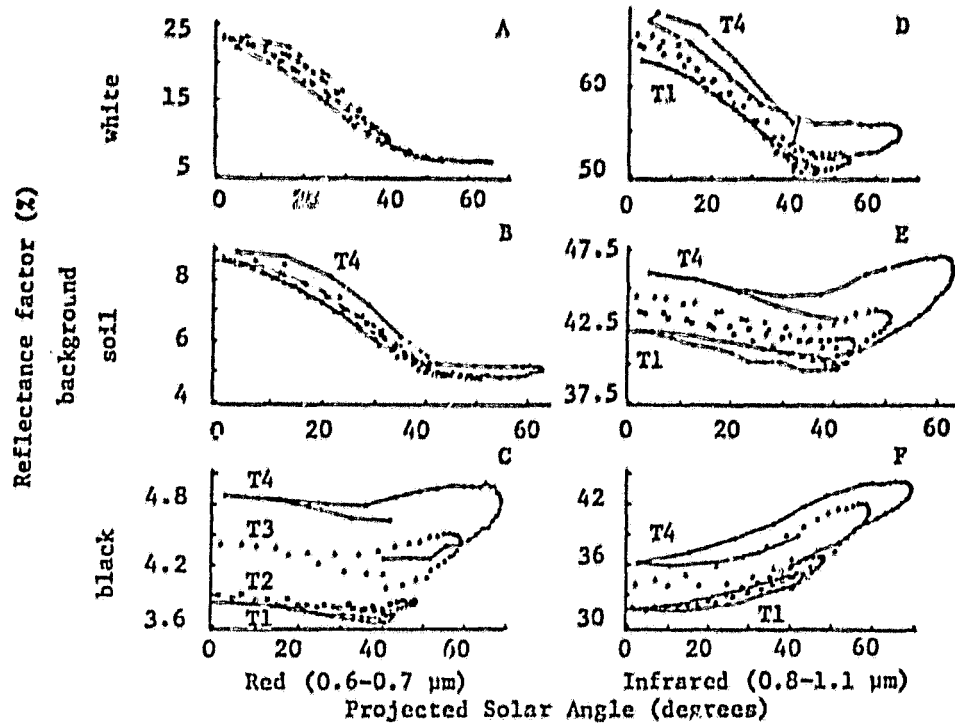 Reflectance factor (%)
background
white
soil
black
A
25
15
5
0
40
60
D
T4
T1
60
50
0
20
40
60
B
T4
8
6
4
0
20
40
60
E
T4
T1
47.5
42.5
37.5
0
20
40
60
C
T4
T3
T2
T1
4.8
4.2
3.6
0
20
40
60
F
T4
T1
42
36
30
0
20
40
60
Red (0.6-0.7 μm)
Infrared (0.8-1.1 μm)
Projected Solar Angle (degrees)